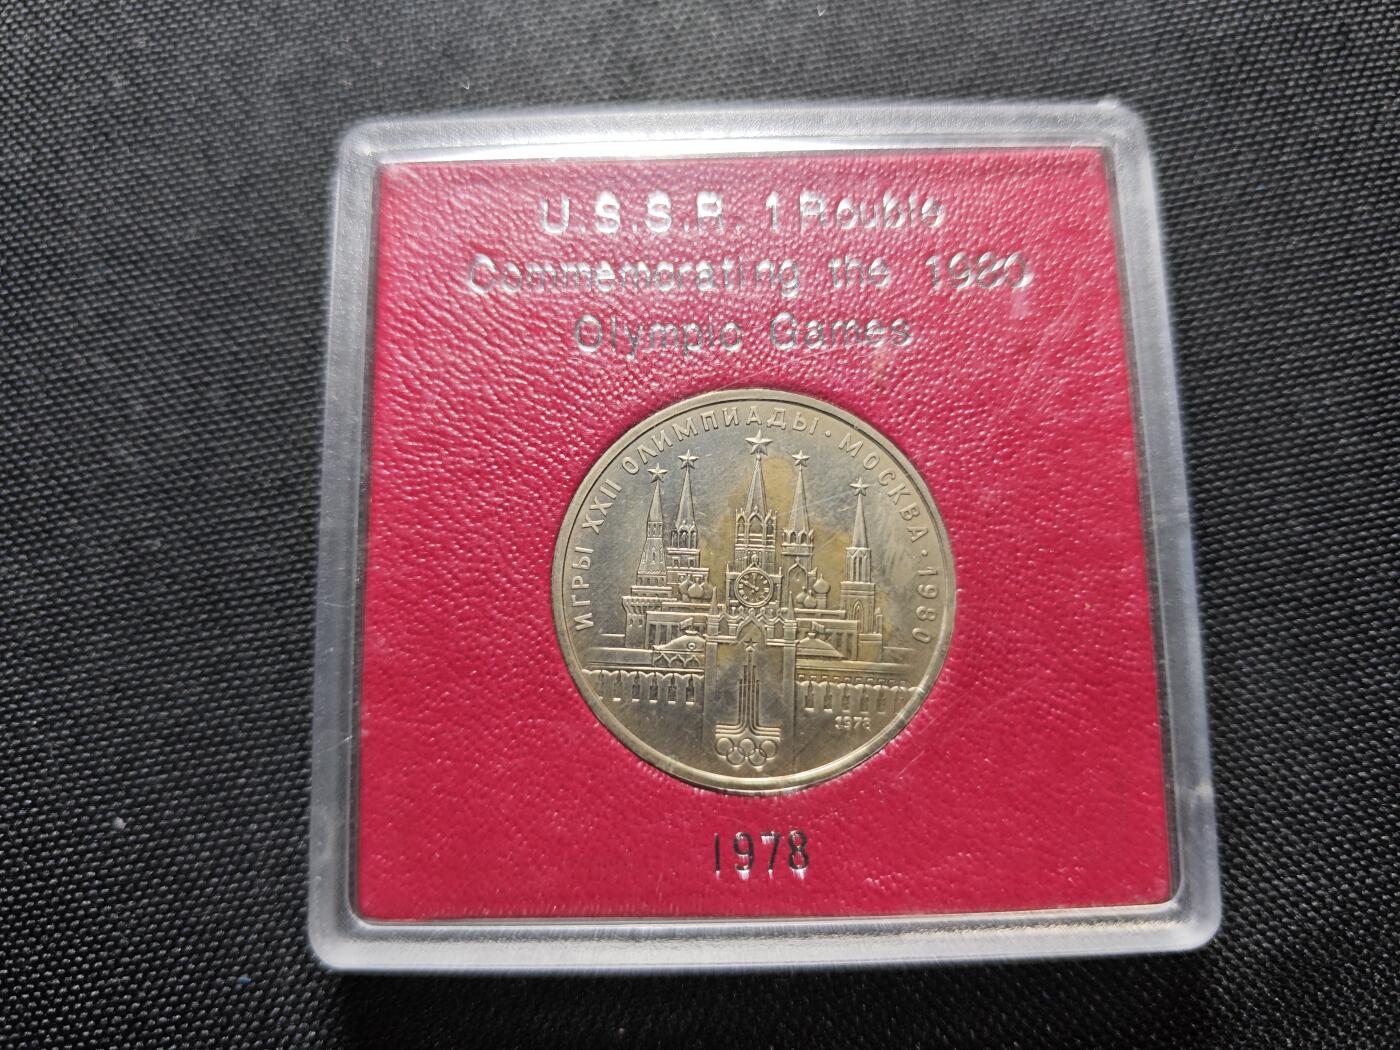 U.S.S.R. 1 Rouble
Commemorating the 1980
Olympic Games
ИГРЫ XXII ОЛИМПИАДЫ · МОСКВА · 1980
1978
1978